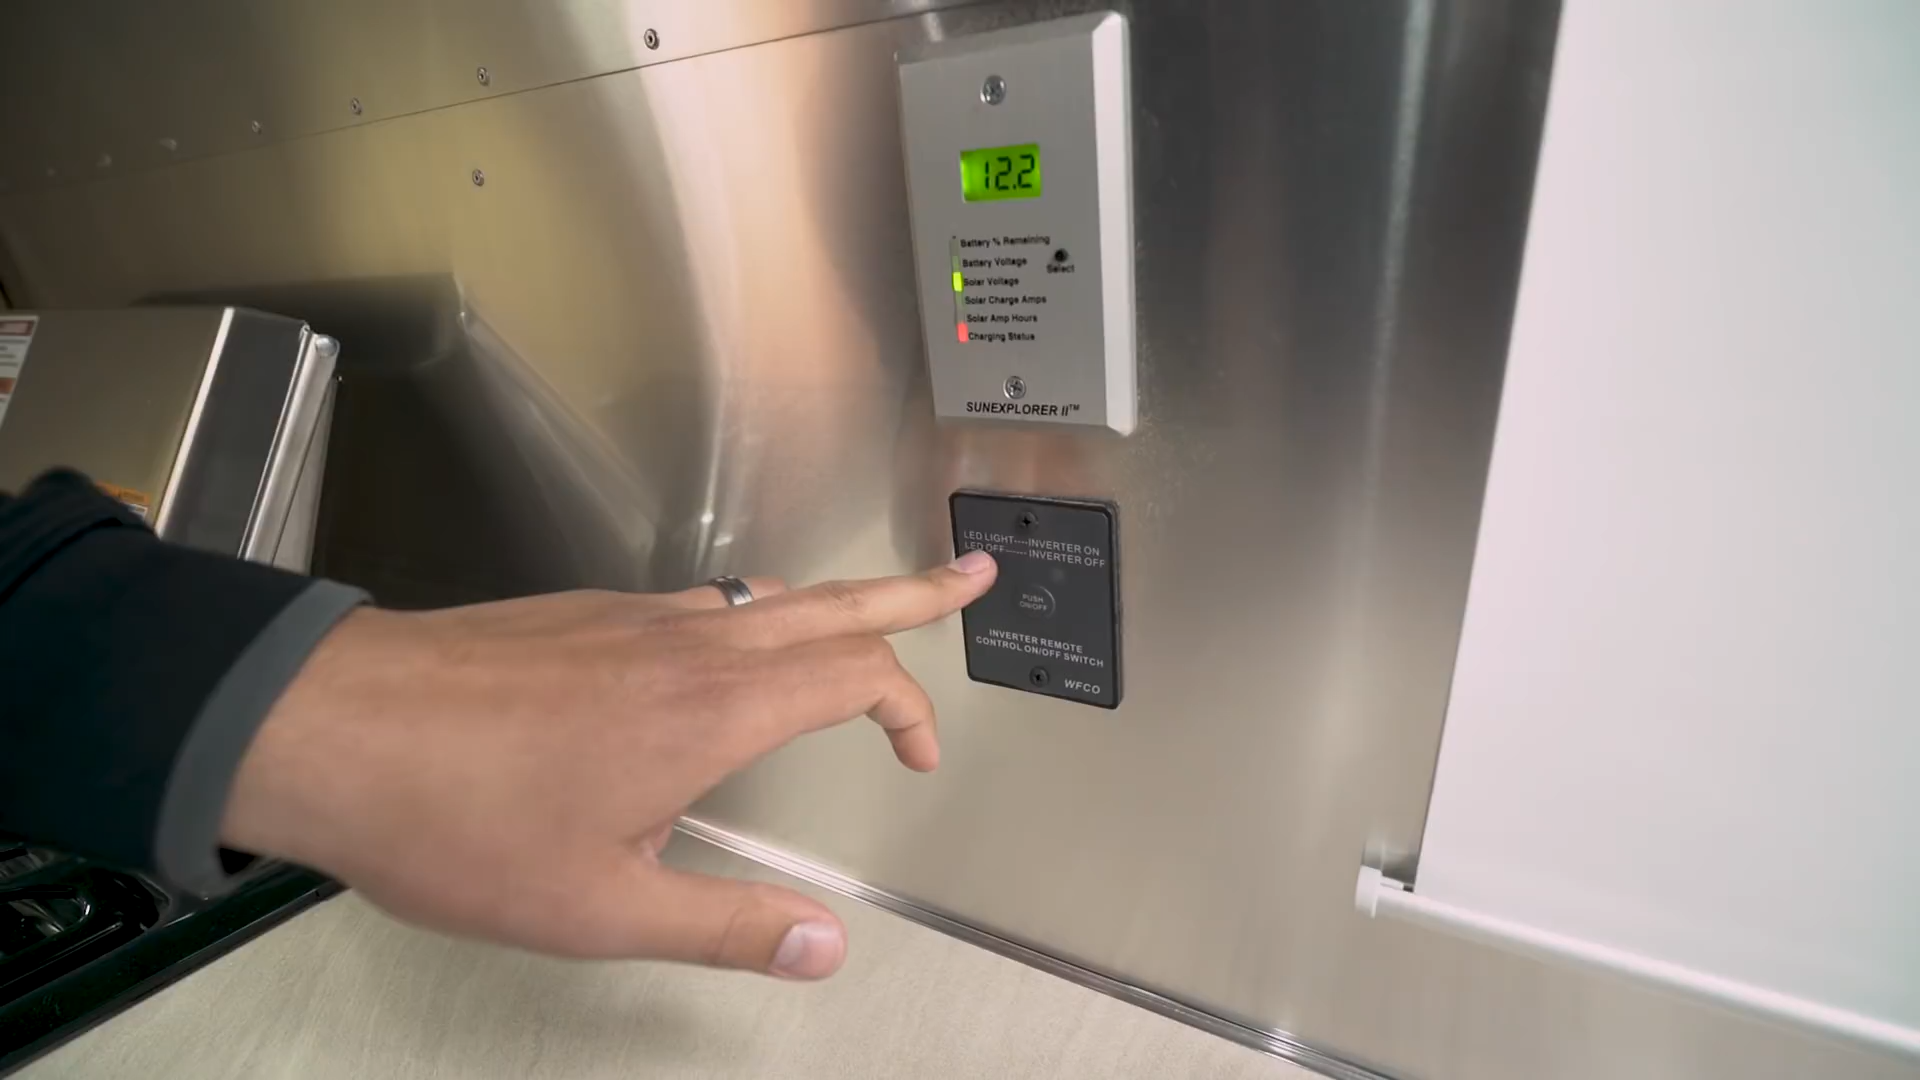 12.2
Battery % Remaining
Battery Voltage
Select
Solar Voltage
Solar Charge Amps
Solar Amp Hours
Charging Status
SUNEXPLORER II™
LED LIGHT----INVERTER ON
LED OFF------INVERTER OFF
PUSH
ON/OFF
INVERTER REMOTE
CONTROL ON/OFF SWITCH
WFCO